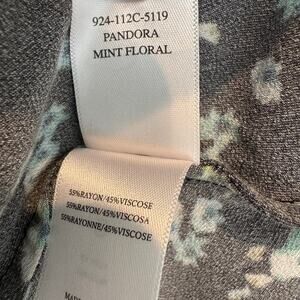 924-112C-5119
PANDORA
MINT FLORAL
55%RAYON/45%VISCOSE
55%RAYON/45%VISCOSA
55%RAYONNE/45%VISCOSE